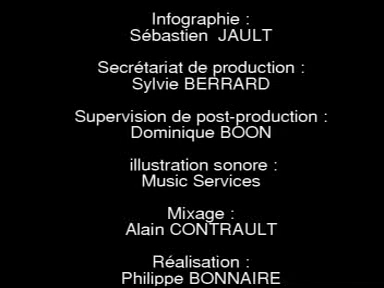 Infographie :
Sébastien JAULT
Secrétariat de production :
Sylvie BERRARD
Supervision de post-production :
Dominique BOON
illustration sonore :
Music Services
Mixage :
Alain CONTRAULT
Réalisation :
Philippe BONNAIRE